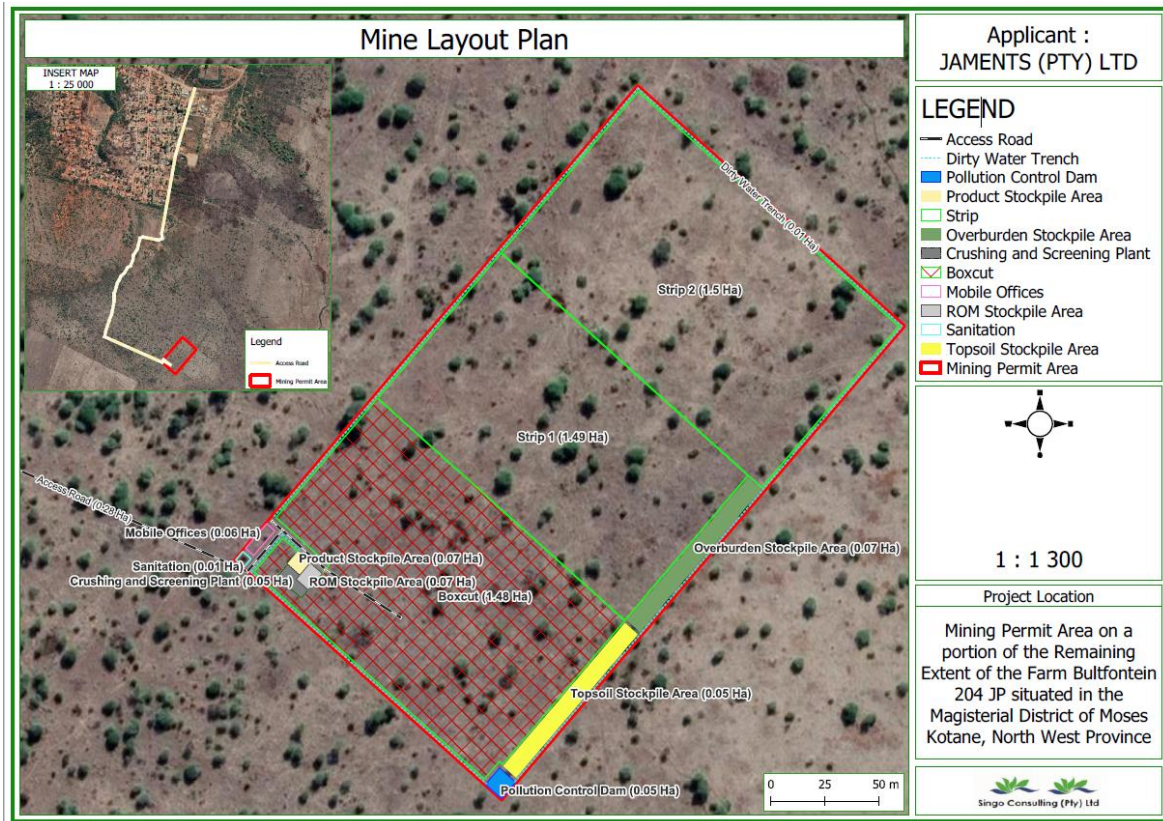 Mine Layout Plan
INSERT MAP
1 : 25 000
Legend
Access Road
Mining Permit Area
Dirty Water Trench (0.01 Ha)
Strip 2 (1.5 Ha)
Strip 1 (1.49 Ha)
Access Road (0.28 Ha)
Mobile Offices (0.06 Ha)
Overburden Stockpile Area (0.07 Ha)
Product Stockpile Area (0.07 Ha)
Sanitation (0.01 Ha)
Crushing and Screening Plant (0.05 Ha)
ROM Stockpile Area (0.07 Ha)
Boxcut (1.48 Ha)
Topsoil Stockpile Area (0.05 Ha)
Pollution Control Dam (0.05 Ha)
0 25 50 m
Applicant :
JAMENTS (PTY) LTD
LEGEND
Access Road
Dirty Water Trench
Pollution Control Dam
Product Stockpile Area
Strip
Overburden Stockpile Area
Crushing and Screening Plant
Boxcut
Mobile Offices
ROM Stockpile Area
Sanitation
Topsoil Stockpile Area
Mining Permit Area
1 : 1 300
Project Location
Mining Permit Area on a
portion of the Remaining
Extent of the Farm Bultfontein
204 JP situated in the
Magisterial District of Moses
Kotane, North West Province
Singo Consulting (Pty) Ltd